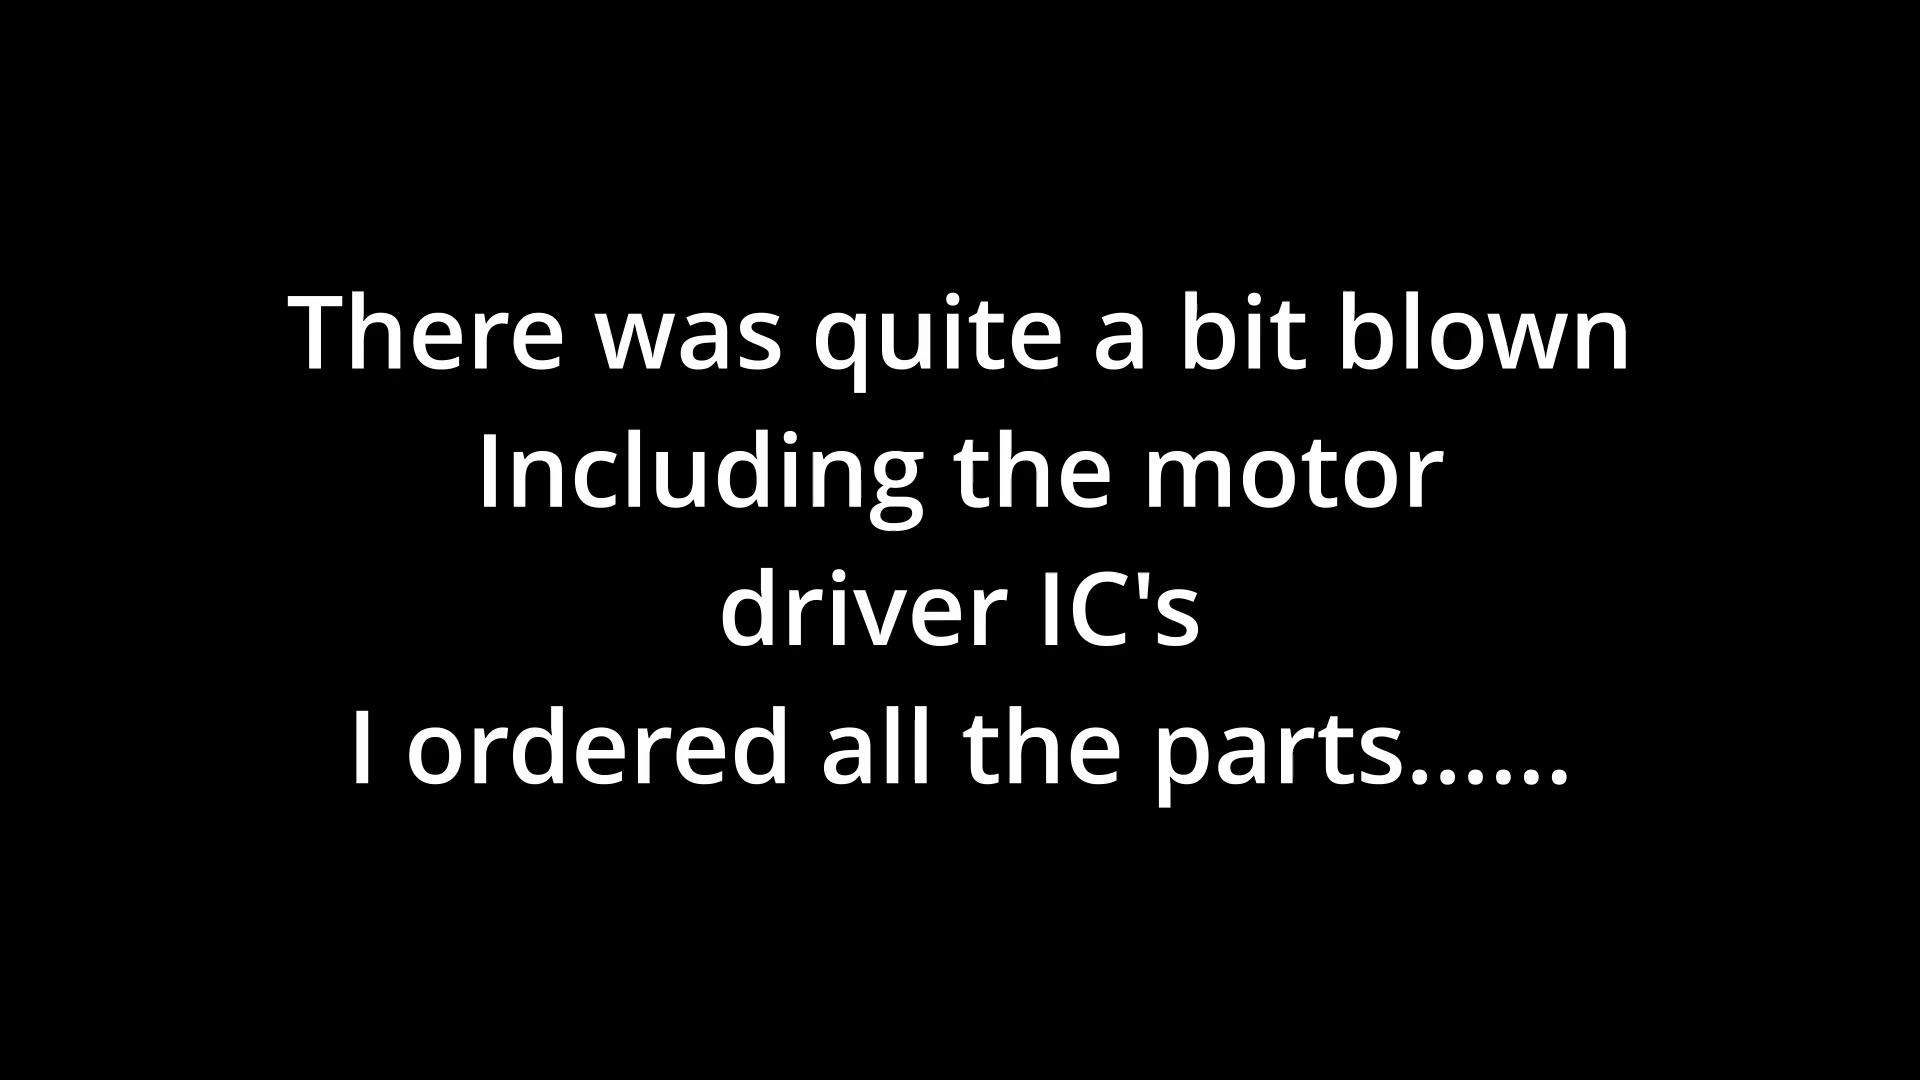 There was quite a bit blown
Including the motor
driver IC's
I ordered all the parts......